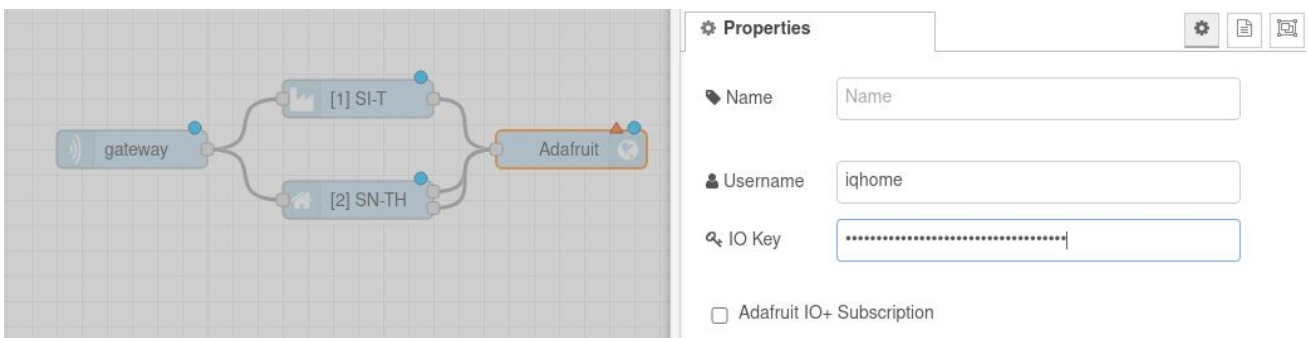 gateway
[1] SI-T
[2] SN-TH
Adafruit
Properties
Name
Name
Username
iqhome
IO Key
••••••••••••••••••••••••••••••••••••
Adafruit IO+ Subscription